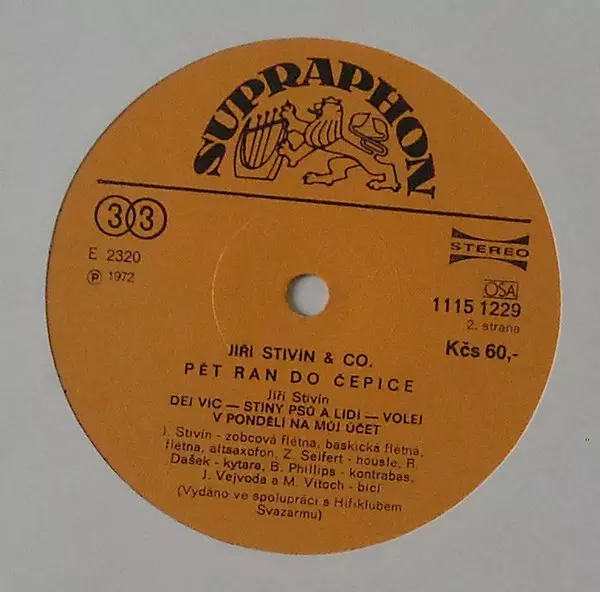 SUPRAPHON
33
STEREO
E 2320
Ⓟ 1972
OSA
1115 1229
2. strana
Kčs 60,-
JIŘÍ STIVÍN & CO.
PĚT RAN DO ČEPICE
Jiří Stivín
DEJ VÍC — STÍNY PSŮ A LIDÍ — VOLEJ
V PONDĚLÍ NA MŮJ ÚČET
J. Stivín - zobcová flétna, baskická flétna,
flétna, altsaxofon, Z. Seifert - housle, R.
Dašek - kytara, B. Phillips - kontrabas,
J. Vejvoda a M. Vitoch - bicí
(Vydáno ve spolupráci s Hifiklubem
Svazarmu)